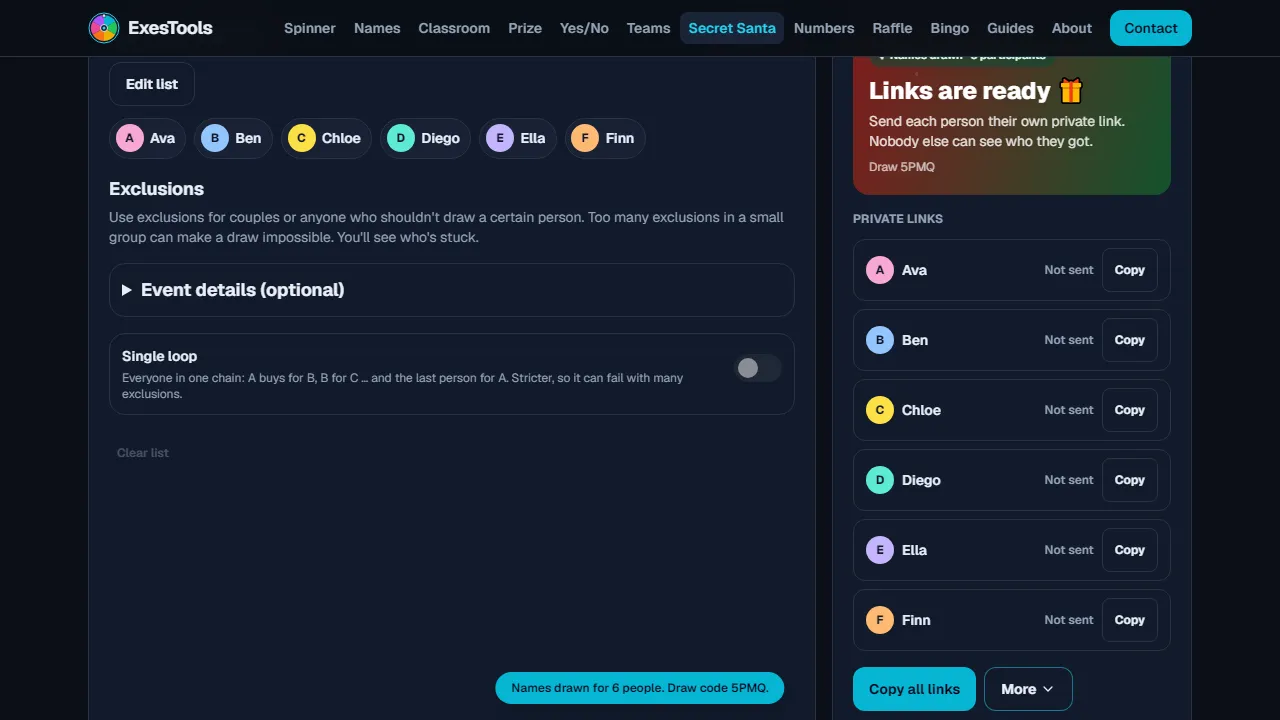 ExesTools
Spinner Names Classroom Prize Yes/No Teams Secret Santa Numbers Raffle Bingo Guides About Contact
Edit list
A Ava B Ben C Chloe D Diego E Ella F Finn
Exclusions
Use exclusions for couples or anyone who shouldn't draw a certain person. Too many exclusions in a small
group can make a draw impossible. You'll see who's stuck.
Event details (optional)
Single loop
Everyone in one chain: A buys for B, B for C … and the last person for A. Stricter, so it can fail with many
exclusions.
Clear list
Names drawn for 6 people. Draw code 5PMQ.
Links are ready
Send each person their own private link.
Nobody else can see who they got.
Draw 5PMQ
PRIVATE LINKS
A Ava Not sent Copy
B Ben Not sent Copy
C Chloe Not sent Copy
D Diego Not sent Copy
E Ella Not sent Copy
F Finn Not sent Copy
Copy all links More